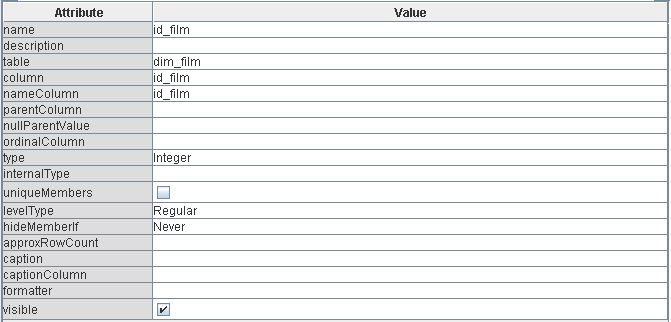 Attribute Value
name id_film
description
table dim_film
column id_film
nameColumn id_film
parentColumn
nullParentValue
ordinalColumn
type Integer
internalType
uniqueMembers
levelType Regular
hideMemberIf Never
approxRowCount
caption
captionColumn
formatter
visible